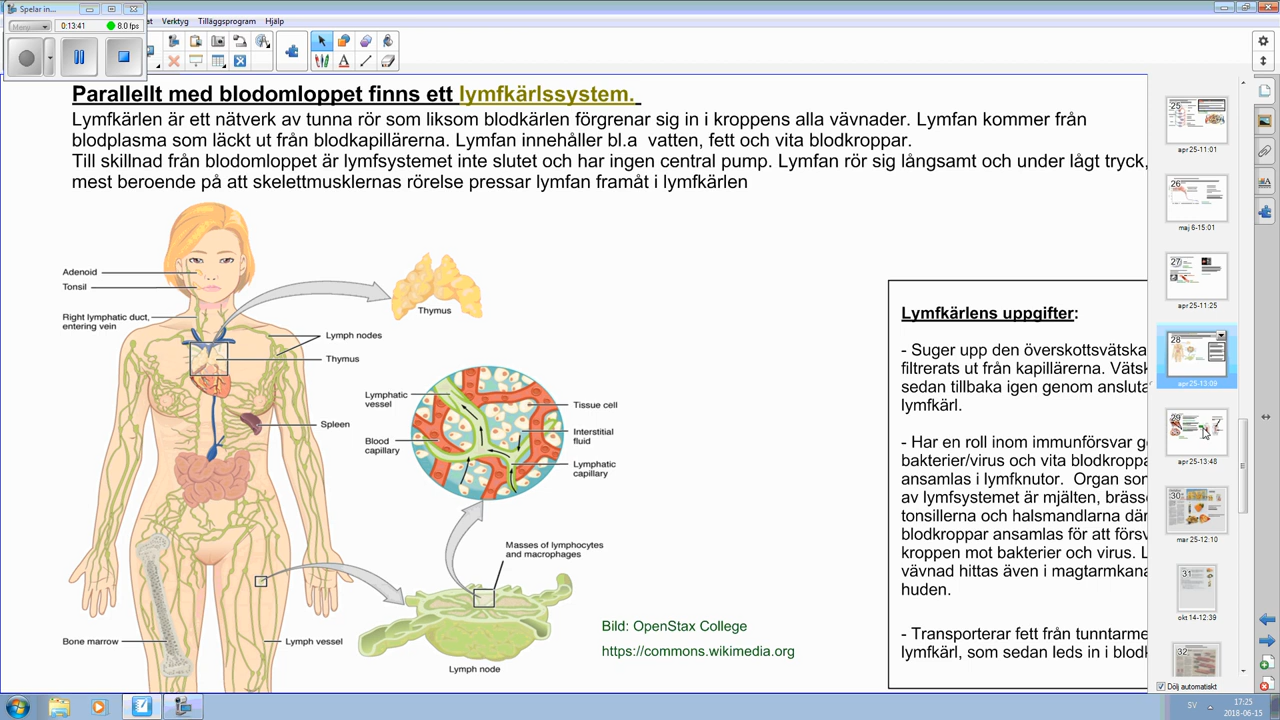 Spelar in...
0:13:41
8.0 fps
Verktyg
Tilläggsprogram
Hjälp
Parallellt med blodomloppet finns ett lymfkärlssystem.
Lymfkärlen är ett nätverk av tunna rör som liksom blodkärlen förgrenar sig in i kroppens alla vävnader. Lymfan kommer från
blodplasma som läckt ut från blodkapillärerna. Lymfan innehåller bl.a vatten, fett och vita blodkroppar.
Till skillnad från blodomloppet är lymfsystemet inte slutet och har ingen central pump. Lymfan rör sig långsamt och under lågt tryck,
mest beroende på att skelettmusklernas rörelse pressar lymfan framåt i lymfkärlen
Adenoid
Tonsil
Right lymphatic duct,
entering vein
Thymus
Lymph nodes
Thymus
Spleen
Lymphatic
vessel
Blood
capillary
Tissue cell
Interstitial
fluid
Lymphatic
capillary
Masses of lymphocytes
and macrophages
Bone marrow
Lymph vessel
Lymph node
Bild: OpenStax College
https://commons.wikimedia.org
Lymfkärlens uppgifter:
- Suger upp den överskottsvätska
filtrerats ut från kapillärerna. Väts
sedan tillbaka igen genom ansluta
lymfkärl.
- Har en roll inom immunförsvar g
bakterier/virus och vita blodkroppa
ansamlas i lymfknutor. Organ som
av lymfsystemet är mjälten, bräss
tonsillerna och halsmandlarna där
blodkroppar ansamlas för att försv
kroppen mot bakterier och virus. L
vävnad hittas även i magtarmkana
huden.
- Transporterar fett från tunntarme
lymfkärl, som sedan leds in i blod
25
apr 25-11:01
26
maj 6-15:01
27
apr 25-11:25
28
apr 25-13:09
29
apr 25-13:48
30
mar 25-12:10
31
okt 14-12:39
32
Dölj automatiskt
SV
17:25
2018-06-15